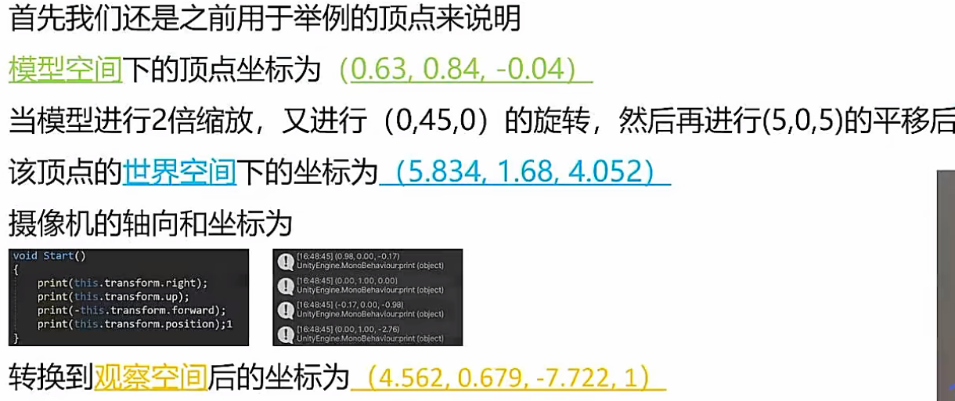 首先我们还是之前用于举例的顶点来说明
模型空间下的顶点坐标为（0.63, 0.84, -0.04）
当模型进行2倍缩放，又进行（0,45,0）的旋转，然后再进行(5,0,5)的平移后
该顶点的世界空间下的坐标为（5.834, 1.68, 4.052）
摄像机的轴向和坐标为
void Start()
{
print(this.transform.right);
print(this.transform.up);
print(-this.transform.forward);
print(this.transform.position);1
}
[16:48:45] (0.98, 0.00, -0.17)
UnityEngine.MonoBehaviour:print (object)
[16:48:45] (0.00, 1.00, 0.00)
UnityEngine.MonoBehaviour:print (object)
[16:48:45] (-0.17, 0.00, -0.98)
UnityEngine.MonoBehaviour:print (object)
[16:48:45] (0.00, 1.00, -2.76)
UnityEngine.MonoBehaviour:print (object)
转换到观察空间后的坐标为（4.562, 0.679, -7.722, 1）